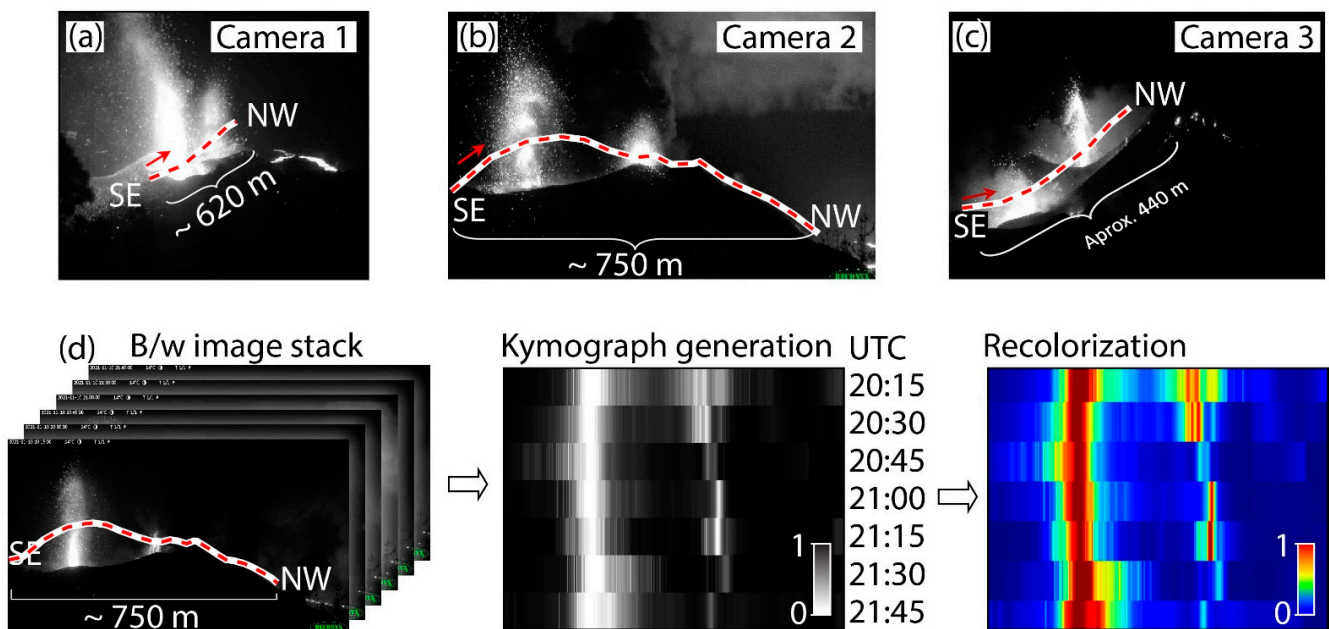 (a) Camera 1
NW
SE
~ 620 m
(b) Camera 2
SE
NW
~ 750 m
(c) Camera 3
NW
SE
Aprox. 440 m
(d) B/w image stack
SE
NW
~ 750 m
Kymograph generation
UTC
20:15
20:30
20:45
21:00
21:15
21:30
21:45
1
0
Recolorization
1
0